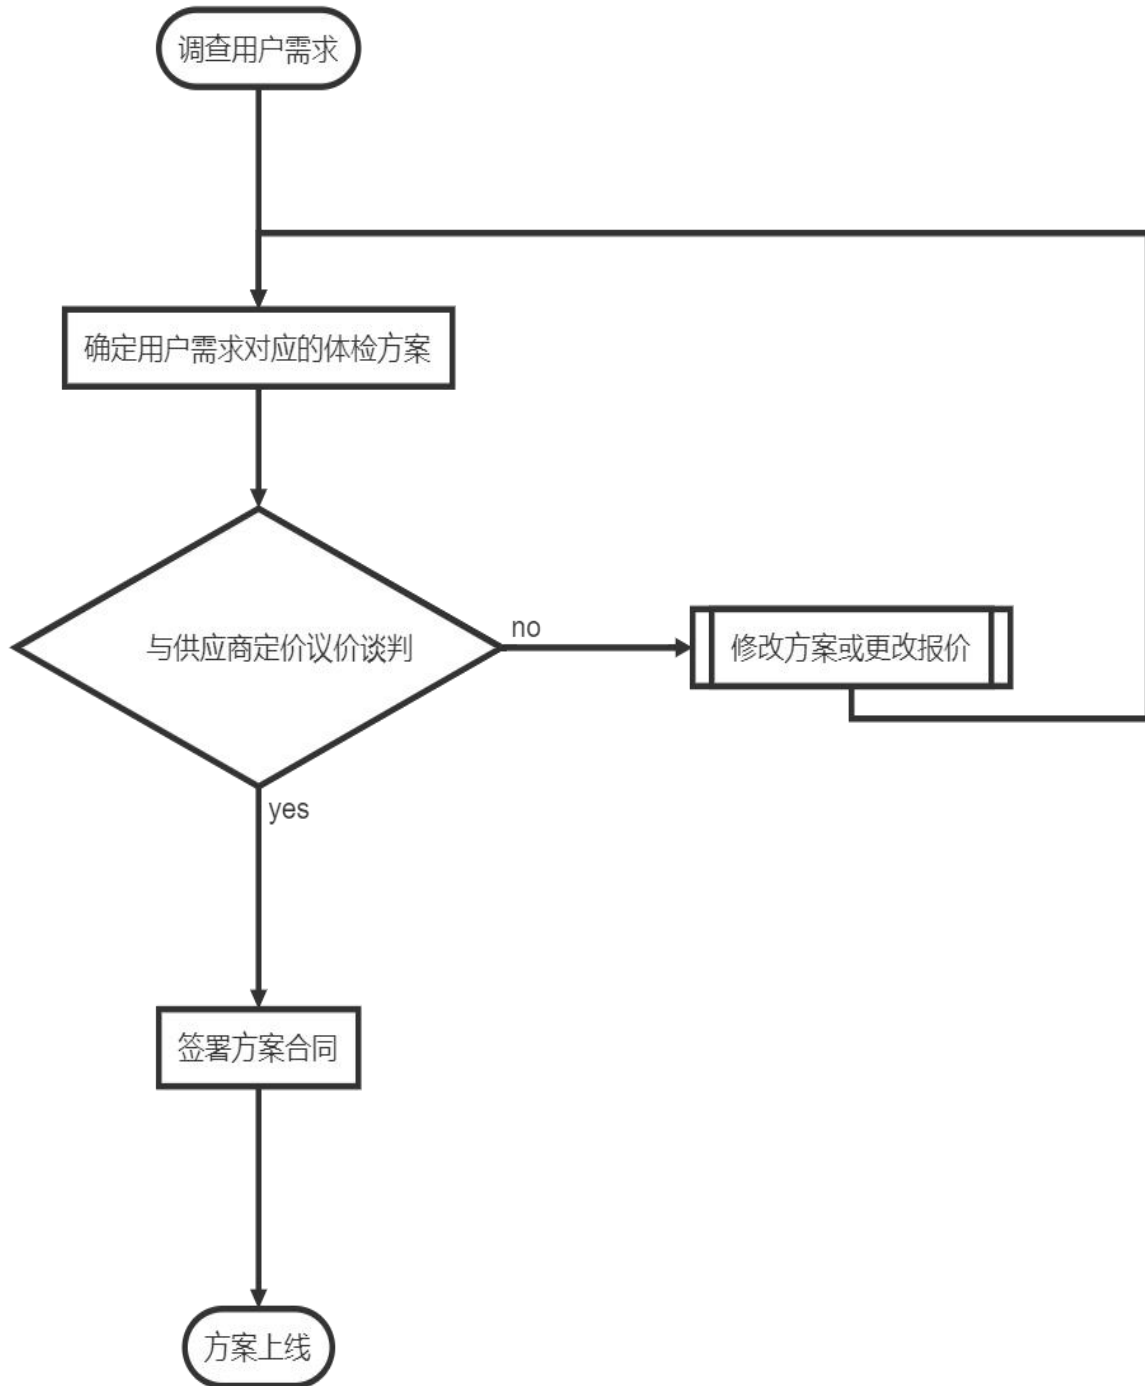 调查用户需求
确定用户需求对应的体检方案
与供应商定价议价谈判
no
修改方案或更改报价
yes
签署方案合同
方案上线